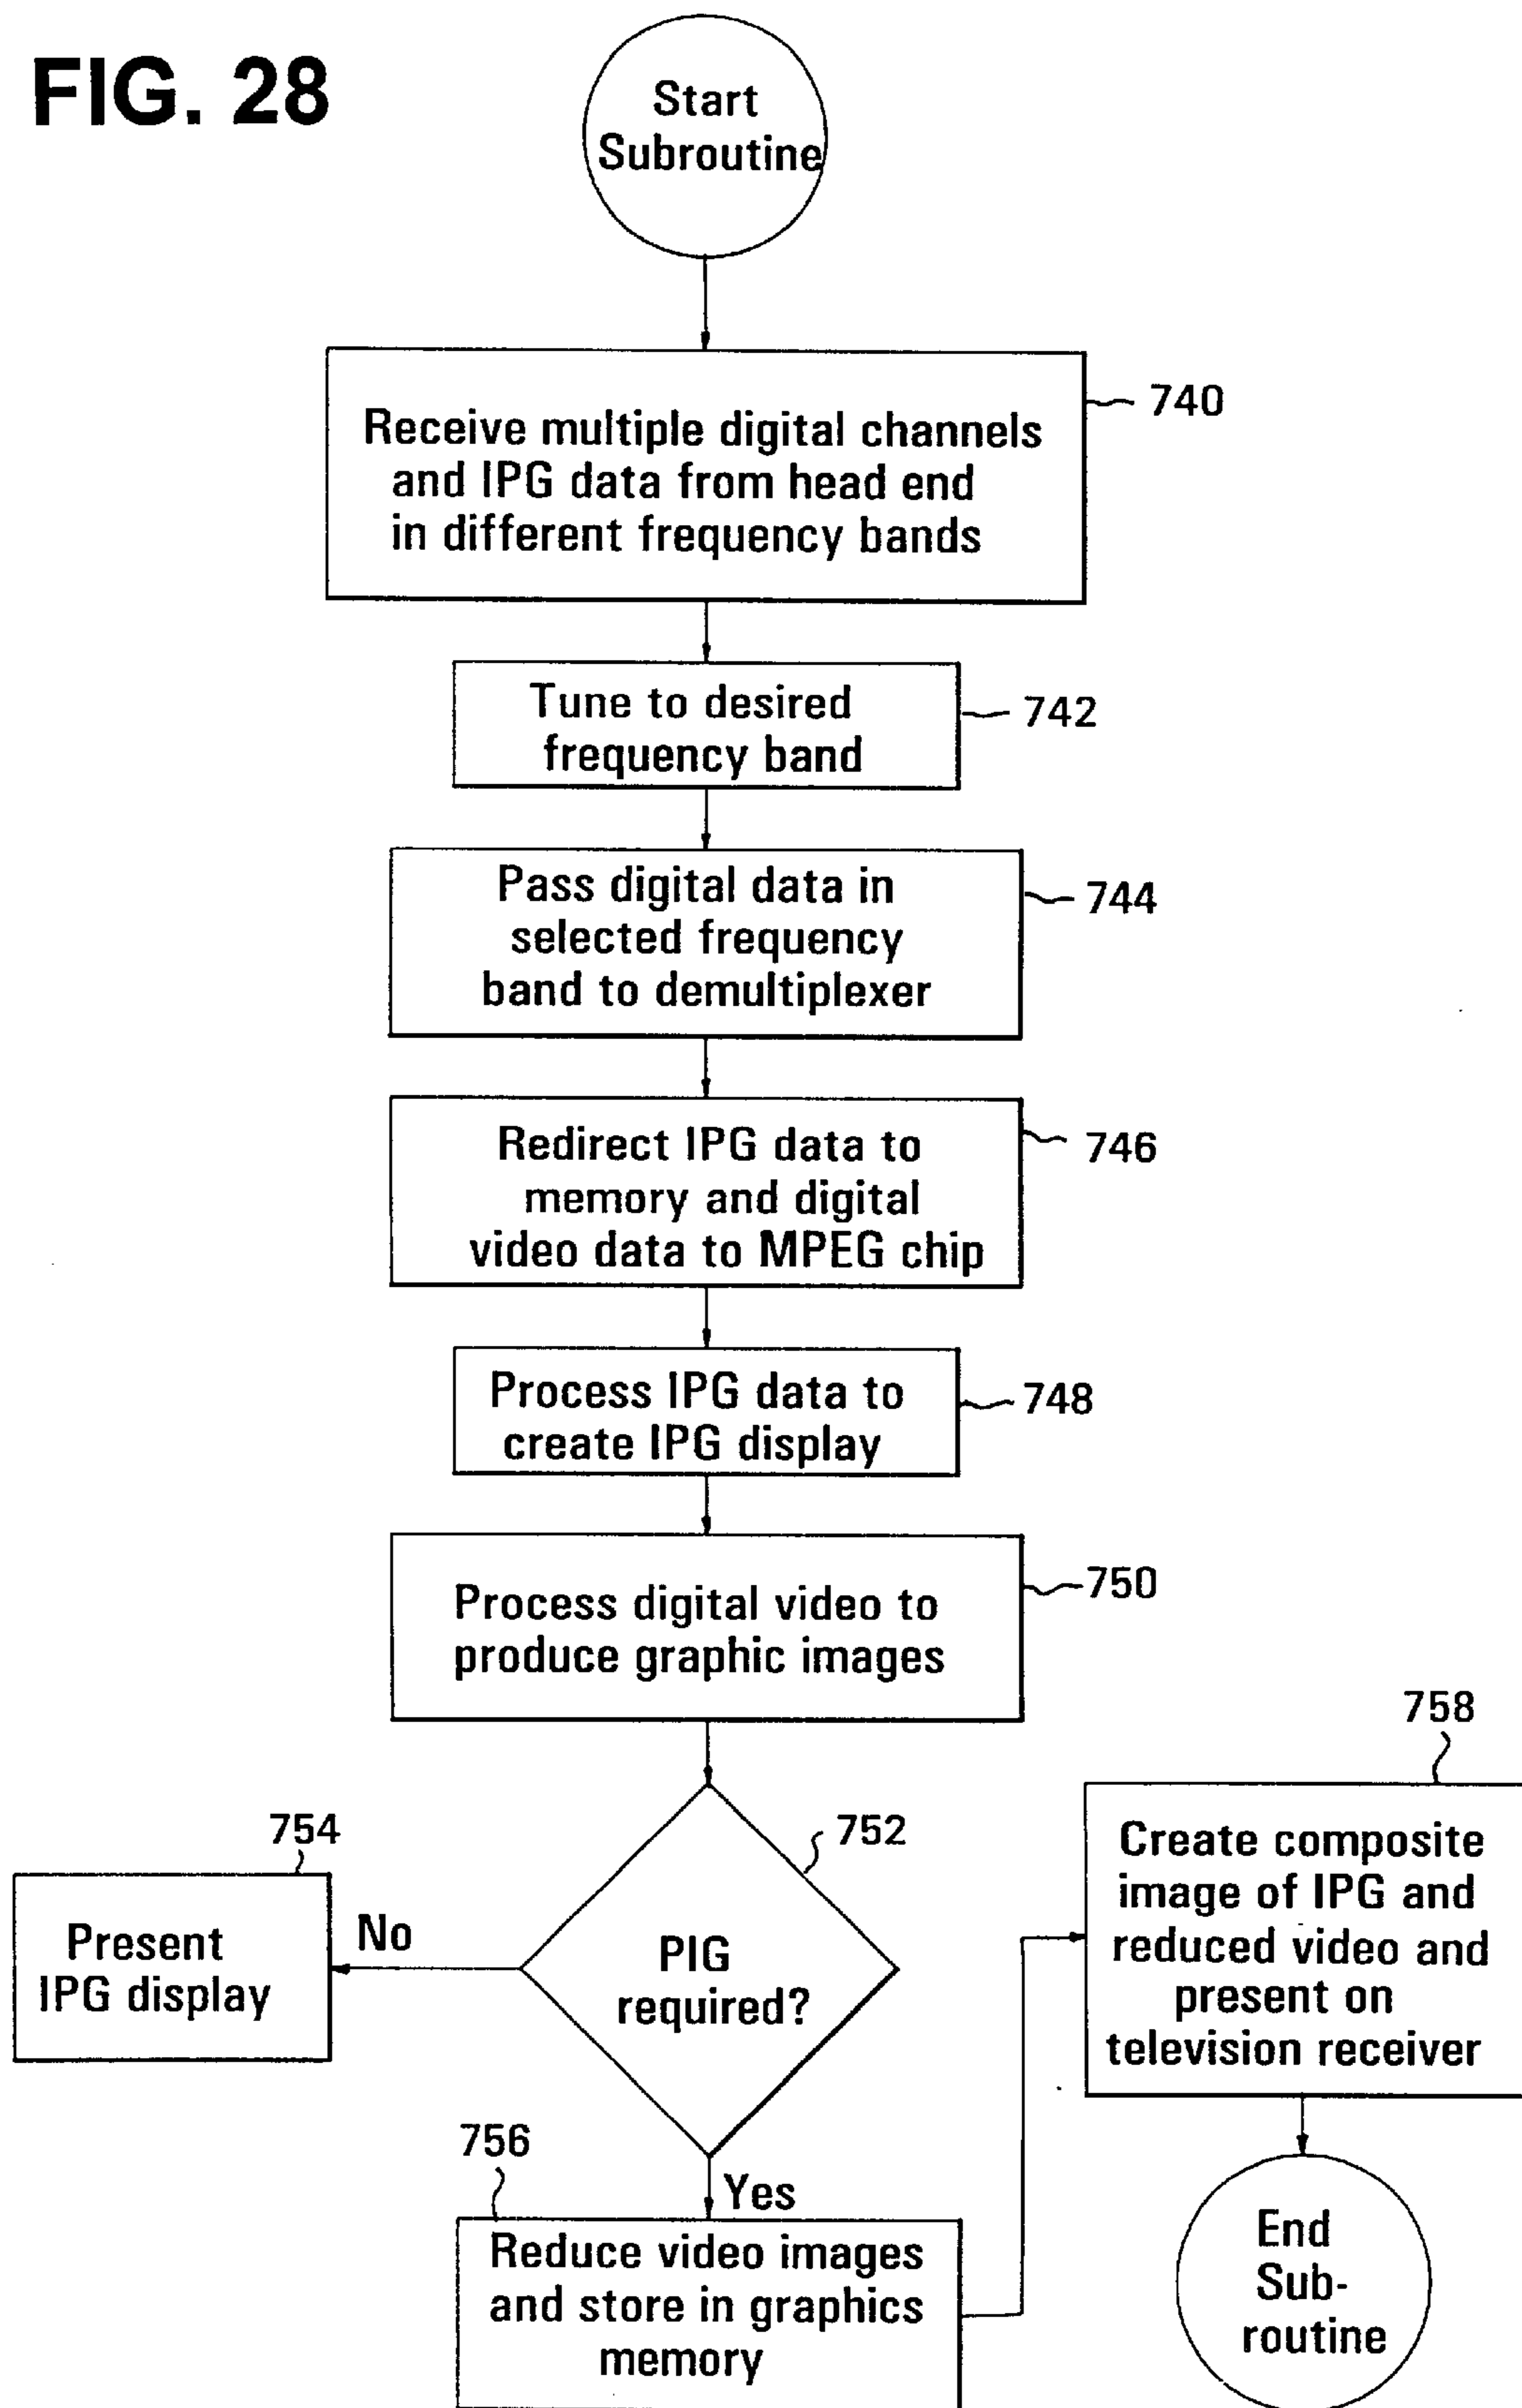 FIG. 28
Start
Subroutine
Receive multiple digital channels
and IPG data from head end
in different frequency bands
740
Tune to desired
frequency band
742
Pass digital data in
selected frequency
band to demultiplexer
744
Redirect IPG data to
memory and digital
video data to MPEG chip
746
Process IPG data to
create IPG display
748
Process digital video to
produce graphic images
750
PIG
required?
752
No
754
Present
IPG display
Yes
756
Reduce video images
and store in graphics
memory
758
Create composite
image of IPG and
reduced video and
present on
television receiver
End
Sub-
routine